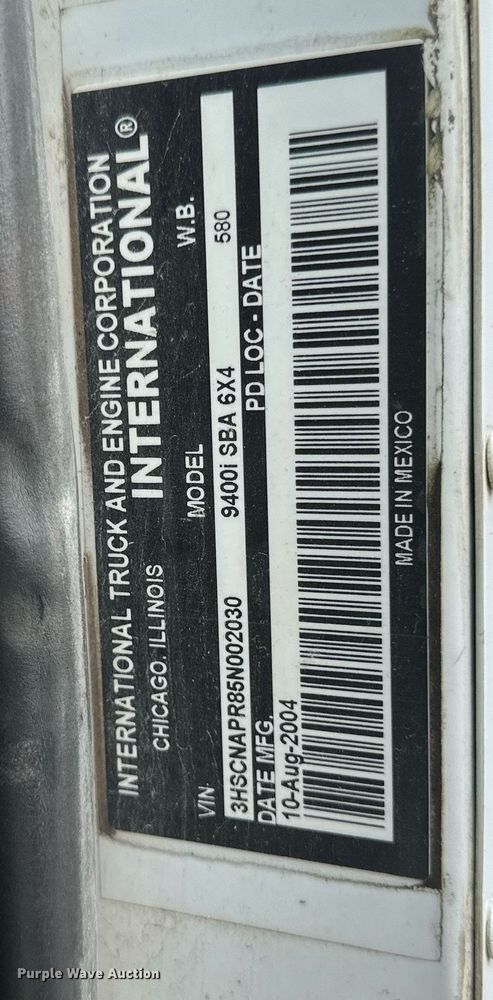 INTERNATIONAL TRUCK AND ENGINE CORPORATION
CHICAGO, ILLINOIS INTERNATIONAL®
VIN MODEL W.B.
3HSCNAPR85N002030 9400i SBA 6X4 580
DATE MFG. PD LOC - DATE
10-Aug-2004
MADE IN MEXICO
Purple Wave Auction